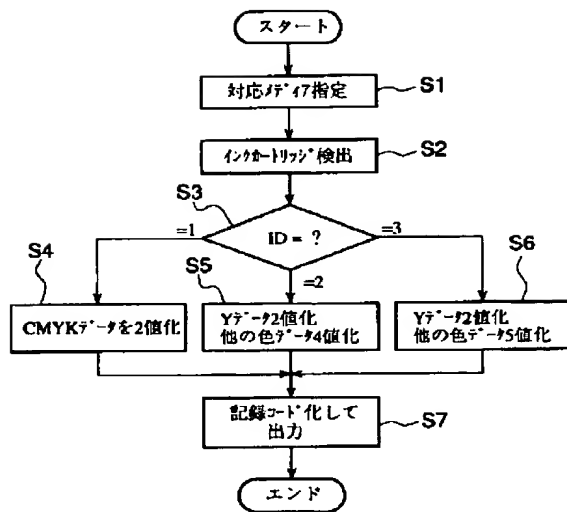 スタート
対応メディア指定
S1
インクカートリッジ検出
S2
S3
ID = ?
=1
=2
=3
S4
CMYKデータを2値化
S5
Yデータ2値化
他の色データ4値化
S6
Yデータ2値化
他の色データ5値化
記録コード化して
出力
S7
エンド